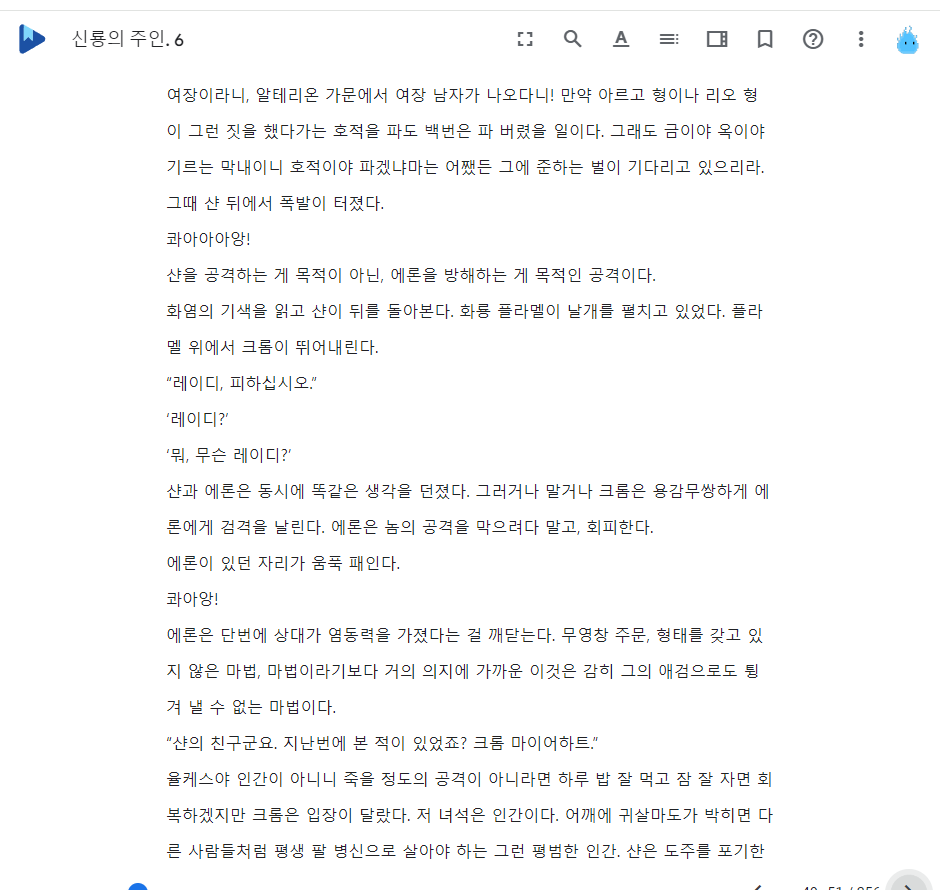 신룡의 주인. 6
여장이라니, 알테리온 가문에서 여장 남자가 나오다니! 만약 아르고 형이나 리오 형
이 그런 짓을 했다가는 호적을 파도 백번은 파 버렸을 일이다. 그래도 금이야 옥이야
기르는 막내이니 호적이야 파겠냐마는 어쨌든 그에 준하는 벌이 기다리고 있으리라.
그때 샨 뒤에서 폭발이 터졌다.
콰아아아앙!
샨을 공격하는 게 목적이 아닌, 에론을 방해하는 게 목적인 공격이다.
화염의 기색을 읽고 샨이 뒤를 돌아본다. 화룡 플라멜이 날개를 펼치고 있었다. 플라
멜 위에서 크롬이 뛰어내린다.
“레이디, 피하십시오.”
‘레이디?’
‘뭐, 무슨 레이디?’
샨과 에론은 동시에 똑같은 생각을 던졌다. 그러거나 말거나 크롬은 용감무쌍하게 에
론에게 검격을 날린다. 에론은 놈의 공격을 막으려다 말고, 회피한다.
에론이 있던 자리가 움푹 패인다.
콰아앙!
에론은 단번에 상대가 염동력을 가졌다는 걸 깨닫는다. 무영창 주문, 형태를 갖고 있
지 않은 마법, 마법이라기보다 거의 의지에 가까운 이것은 감히 그의 애검으로도 튕
겨 낼 수 없는 마법이다.
“샨의 친구군요. 지난번에 본 적이 있었죠? 크롬 마이어하트.”
율케스야 인간이 아니니 죽을 정도의 공격이 아니라면 하루 밥 잘 먹고 잠 잘 자면 회
복하겠지만 크롬은 입장이 달랐다. 저 녀석은 인간이다. 어깨에 귀살마도가 박히면 다
른 사람들처럼 평생 팔 병신으로 살아야 하는 그런 평범한 인간. 샨은 도주를 포기한